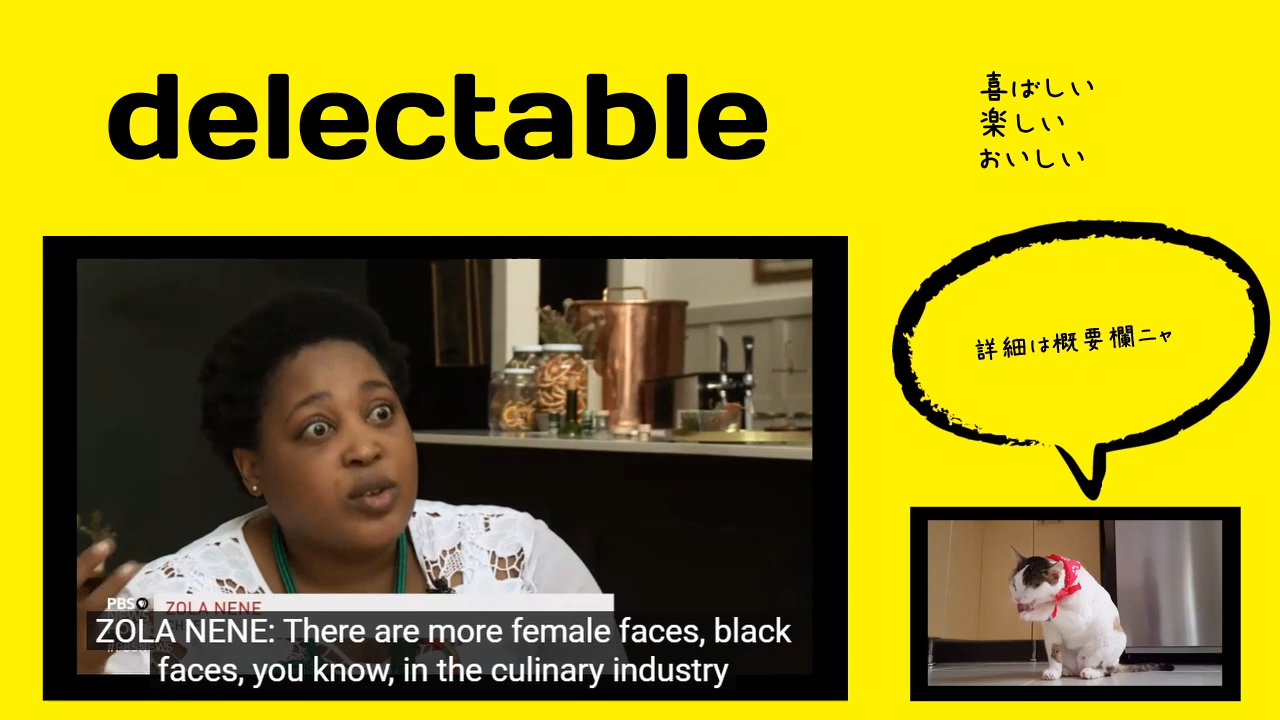 delectable
喜ばしい
楽しい
おいしい
詳細は概要欄ニャ
PBS
ZOLA NENE
ZOLA NENE: There are more female faces, black
faces, you know, in the culinary industry